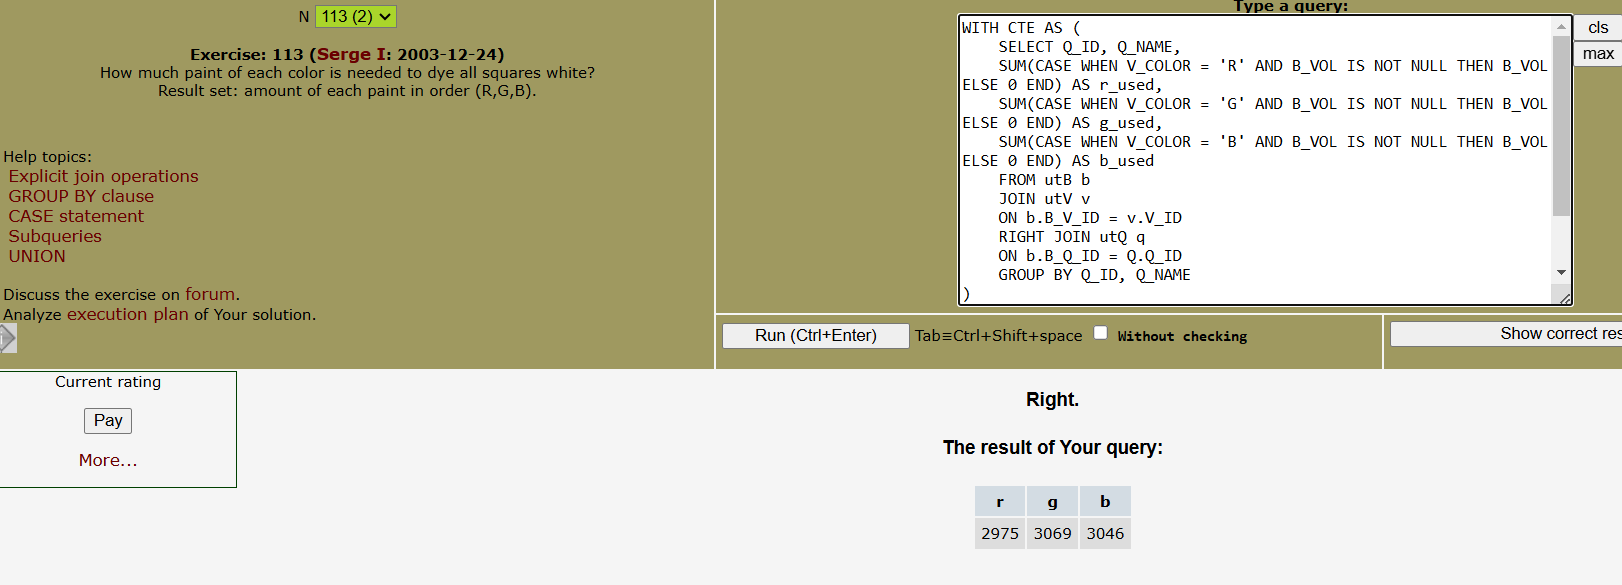 N 113 (2)
Exercise: 113 (Serge I: 2003-12-24)
How much paint of each color is needed to dye all squares white?
Result set: amount of each paint in order (R,G,B).
Help topics:
Explicit join operations
GROUP BY clause
CASE statement
Subqueries
UNION
Discuss the exercise on forum.
Analyze execution plan of Your solution.
Type a query:
WITH CTE AS (
    SELECT Q_ID, Q_NAME,
    SUM(CASE WHEN V_COLOR = 'R' AND B_VOL IS NOT NULL THEN B_VOL
ELSE 0 END) AS r_used,
    SUM(CASE WHEN V_COLOR = 'G' AND B_VOL IS NOT NULL THEN B_VOL
ELSE 0 END) AS g_used,
    SUM(CASE WHEN V_COLOR = 'B' AND B_VOL IS NOT NULL THEN B_VOL
ELSE 0 END) AS b_used
    FROM utB b
    JOIN utV v
    ON b.B_V_ID = v.V_ID
    RIGHT JOIN utQ q
    ON b.B_Q_ID = Q.Q_ID
    GROUP BY Q_ID, Q_NAME
)
cls
max
Run (Ctrl+Enter) Tab≡Ctrl+Shift+space Without checking
Show correct res
Current rating
Pay
More...
Right.
The result of Your query:
r g b
2975 3069 3046